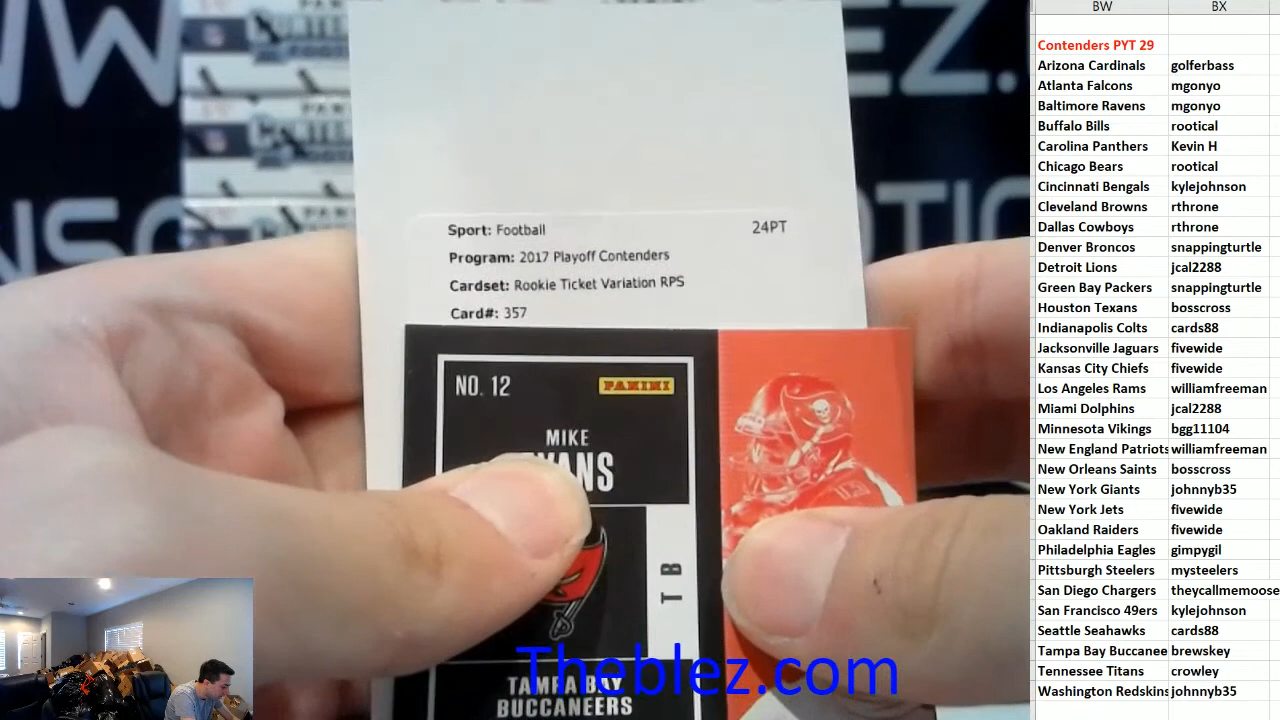 BW BX
Contenders PYT 29
Arizona Cardinals golferbass
Atlanta Falcons mgonyo
Baltimore Ravens mgonyo
Buffalo Bills rootical
Carolina Panthers Kevin H
Chicago Bears rootical
Cincinnati Bengals kylejohnson
Cleveland Browns rthrone
Dallas Cowboys rthrone
Denver Broncos snappingturtle
Detroit Lions jcal2288
Green Bay Packers snappingturtle
Houston Texans bosscross
Indianapolis Colts cards88
Jacksonville Jaguars fivewide
Kansas City Chiefs fivewide
Los Angeles Rams williamfreeman
Miami Dolphins jcal2288
Minnesota Vikings bgg11104
New England Patriots williamfreeman
New Orleans Saints bosscross
New York Giants johnnyb35
New York Jets fivewide
Oakland Raiders fivewide
Philadelphia Eagles gimpygil
Pittsburgh Steelers mysteelers
San Diego Chargers theycallmemoose
San Francisco 49ers kylejohnson
Seattle Seahawks cards88
Tampa Bay Buccanee brewskey
Tennessee Titans crowley
Washington Redskins johnnyb35
Sport: Football 24PT
Program: 2017 Playoff Contenders
Cardset: Rookie Ticket Variation RPS
Card#: 357
NO. 12 PANINI
MIKE
TB
TAMPA BAY
BUCCANEERS
Theblez.com